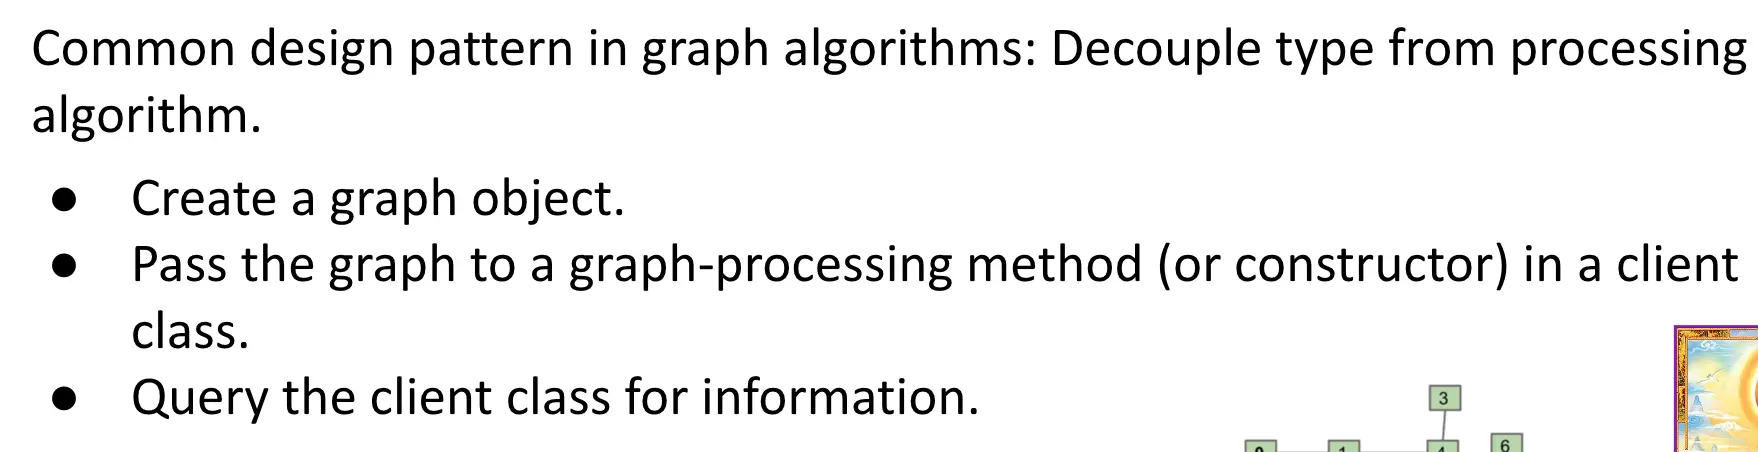 Common design pattern in graph algorithms: Decouple type from processing
algorithm.
● Create a graph object.
● Pass the graph to a graph-processing method (or constructor) in a client
class.
● Query the client class for information.
3
6